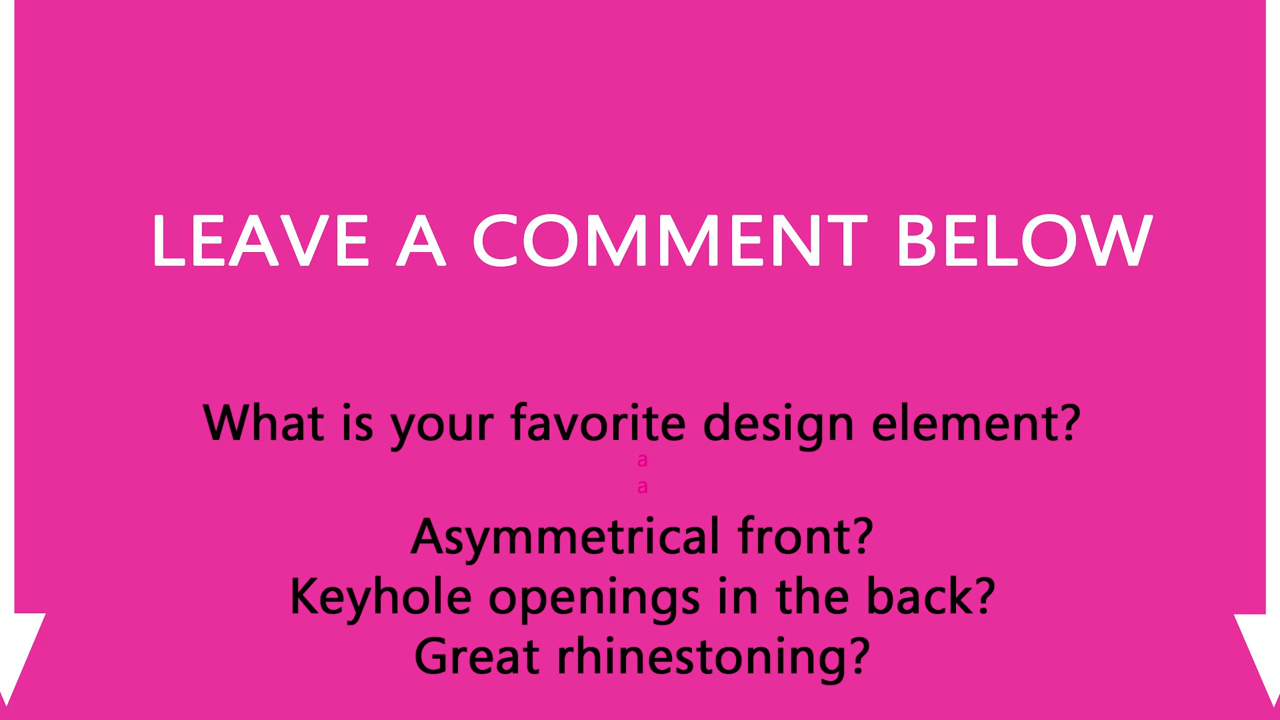 LEAVE A COMMENT BELOW
What is your favorite design element?
a
a
Asymmetrical front?
Keyhole openings in the back?
Great rhinestoning?